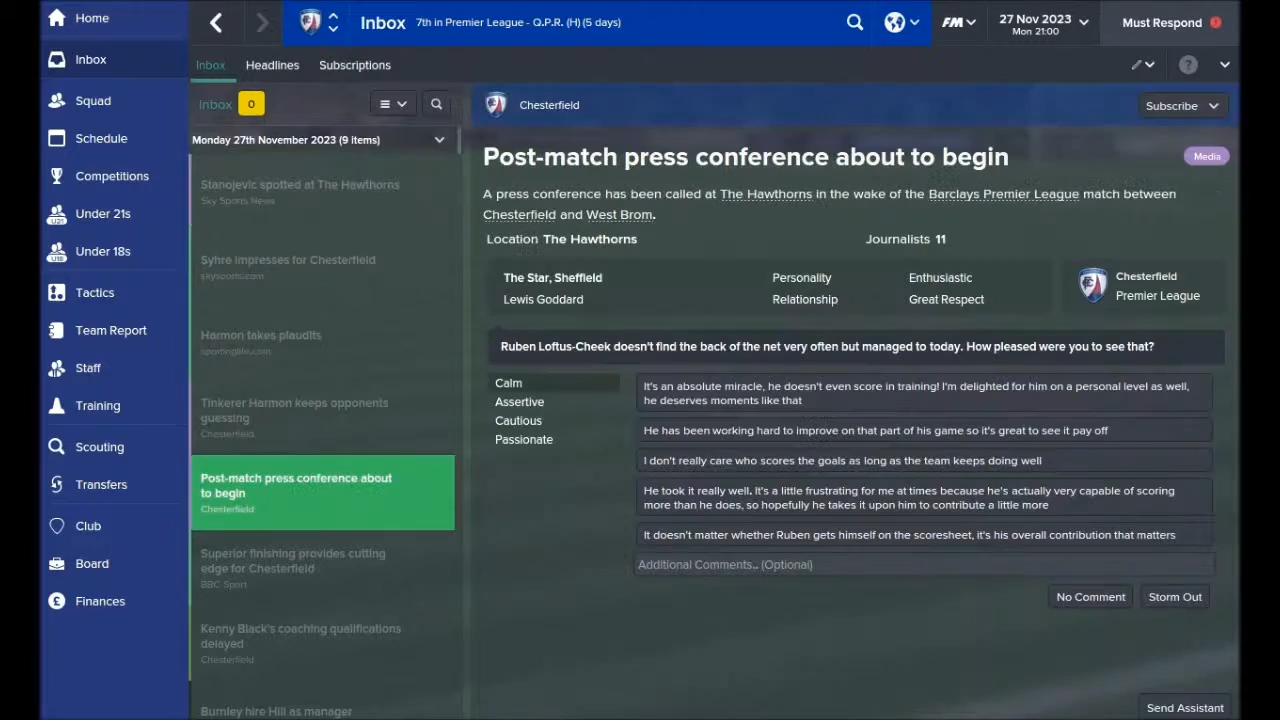 Home
Inbox
7th in Premier League - Q.P.R. (H) (5 days)
FM
27 Nov 2023
Mon 21:00
Must Respond
Inbox
Squad
Schedule
Competitions
Under 21s
Under 18s
Tactics
Team Report
Staff
Training
Scouting
Transfers
Club
Board
Finances
Inbox
Headlines
Subscriptions
Inbox 0
Monday 27th November 2023 (9 items)
Stanojevic spotted at The Hawthorns
Sky Sports News
Syhre impresses for Chesterfield
skysports.com
Harmon takes plaudits
sportinglife.com
Tinkerer Harmon keeps opponents
guessing
Chesterfield
Post-match press conference about
to begin
Chesterfield
Superior finishing provides cutting
edge for Chesterfield
BBC Sport
Kenny Black's coaching qualifications
delayed
Chesterfield
Burnley hire Hill as manager
Chesterfield
Subscribe
Post-match press conference about to begin
Media
A press conference has been called at The Hawthorns in the wake of the Barclays Premier League match between
Chesterfield and West Brom.
Location The Hawthorns
Journalists 11
The Star, Sheffield
Personality
Enthusiastic
Lewis Goddard
Relationship
Great Respect
Chesterfield
Premier League
Ruben Loftus-Cheek doesn't find the back of the net very often but managed to today. How pleased were you to see that?
Calm
Assertive
Cautious
Passionate
It's an absolute miracle, he doesn't even score in training! I'm delighted for him on a personal level as well,
he deserves moments like that
He has been working hard to improve on that part of his game so it's great to see it pay off
I don't really care who scores the goals as long as the team keeps doing well
He took it really well. It's a little frustrating for me at times because he's actually very capable of scoring
more than he does, so hopefully he takes it upon him to contribute a little more
It doesn't matter whether Ruben gets himself on the scoresheet, it's his overall contribution that matters
Additional Comments.. (Optional)
No Comment
Storm Out
Send Assistant